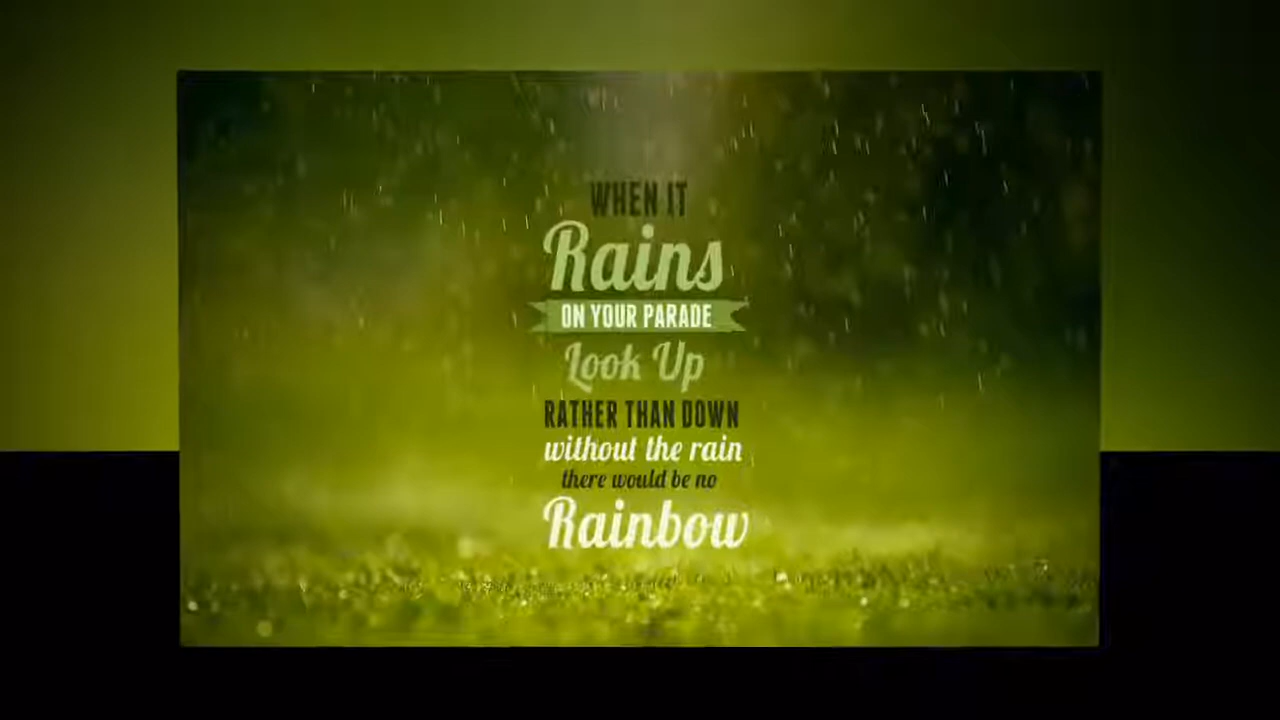 WHEN IT
Rains
ON YOUR PARADE
Look Up
RATHER THAN DOWN
without the rain
there would be no
Rainbow